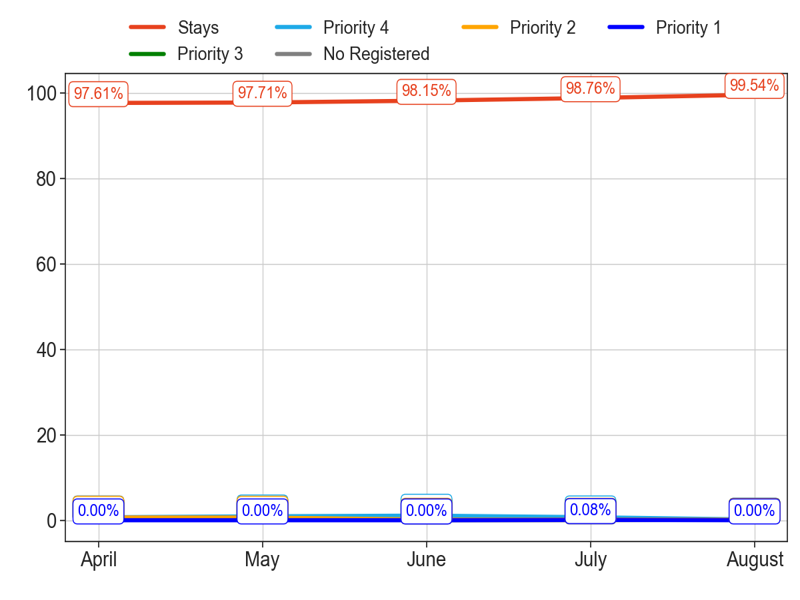 Stays Priority 4 Priority 2 Priority 1
Priority 3 No Registered
100 97.61% 97.71% 98.15% 98.76% 99.54%
80
60
40
20
0 0.00% 0.00% 0.00% 0.08% 0.00%
April May June July August